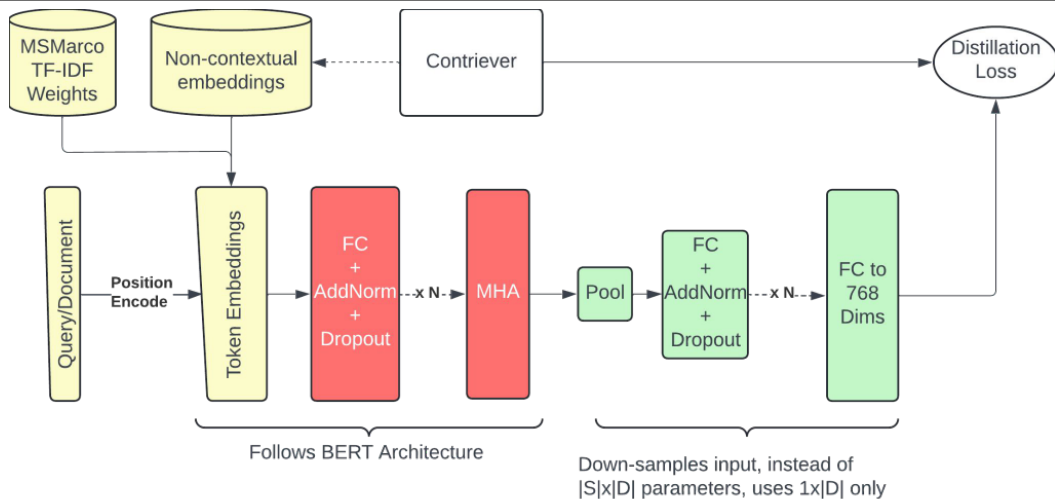 MSMarco
TF-IDF
Weights
Non-contextual
embeddings
Contriever
Distillation
Loss
Query/Document
Position
Encode
Token Embeddings
FC
+
AddNorm
+
Dropout
x N
MHA
Pool
FC
+
AddNorm
+
Dropout
x N
FC to
768
Dims
Follows BERT Architecture
Down-samples input, instead of
|S|x|D| parameters, uses 1x|D| only